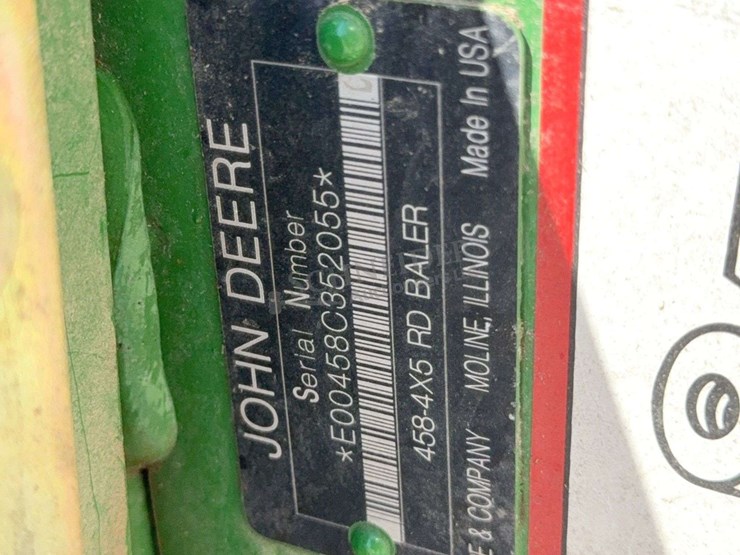 JOHN DEERE
Serial Number
*E00458C352055*
458-4X5 RD BALER
E & COMPANY MOLINE, ILLINOIS Made In USA